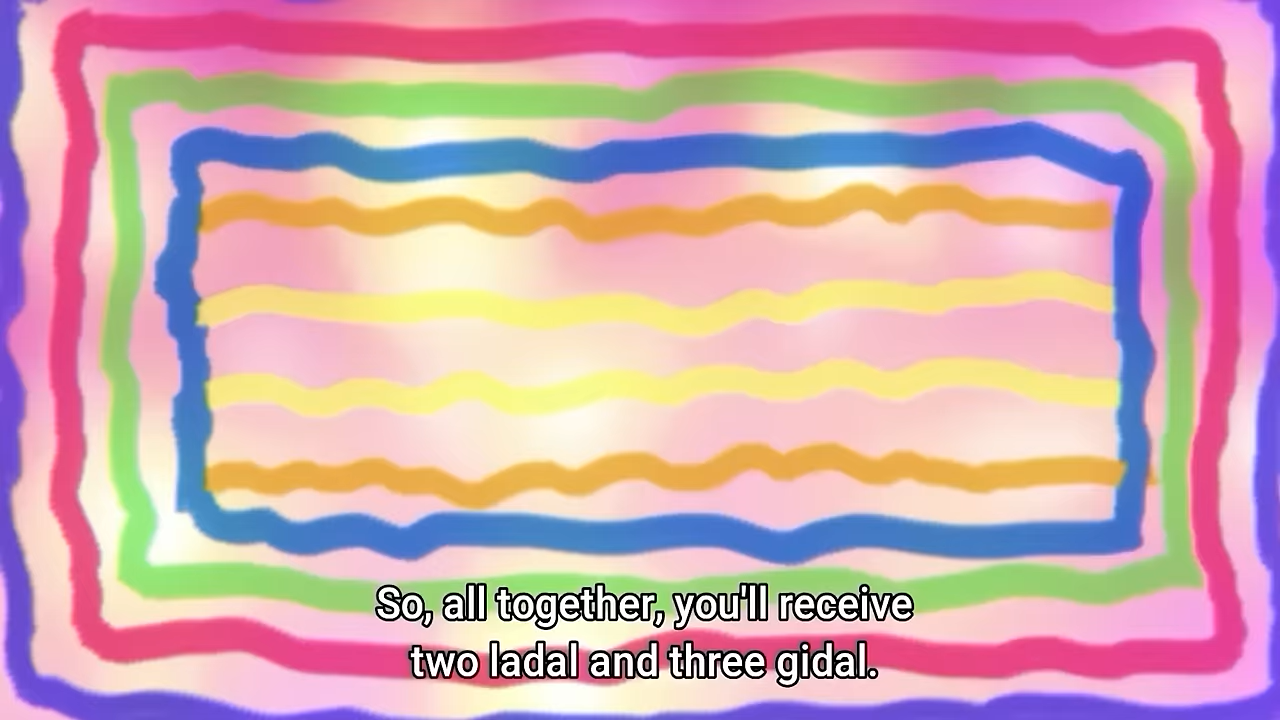 So, all together, you'll receive
two ladal and three gidal.